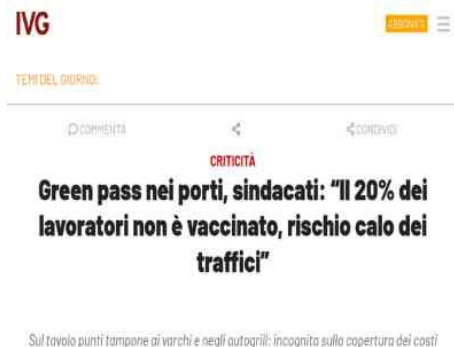 IVG
ABBONATI
TEMI DEL GIORNO:
COMMENTA
CONDIVIDI
CRITICITÀ
Green pass nei porti, sindacati: “Il 20% dei
lavoratori non è vaccinato, rischio calo dei
traffici”
Sul tavolo punti tampone ai varchi e negli autogrill: incognita sulla copertura dei costi